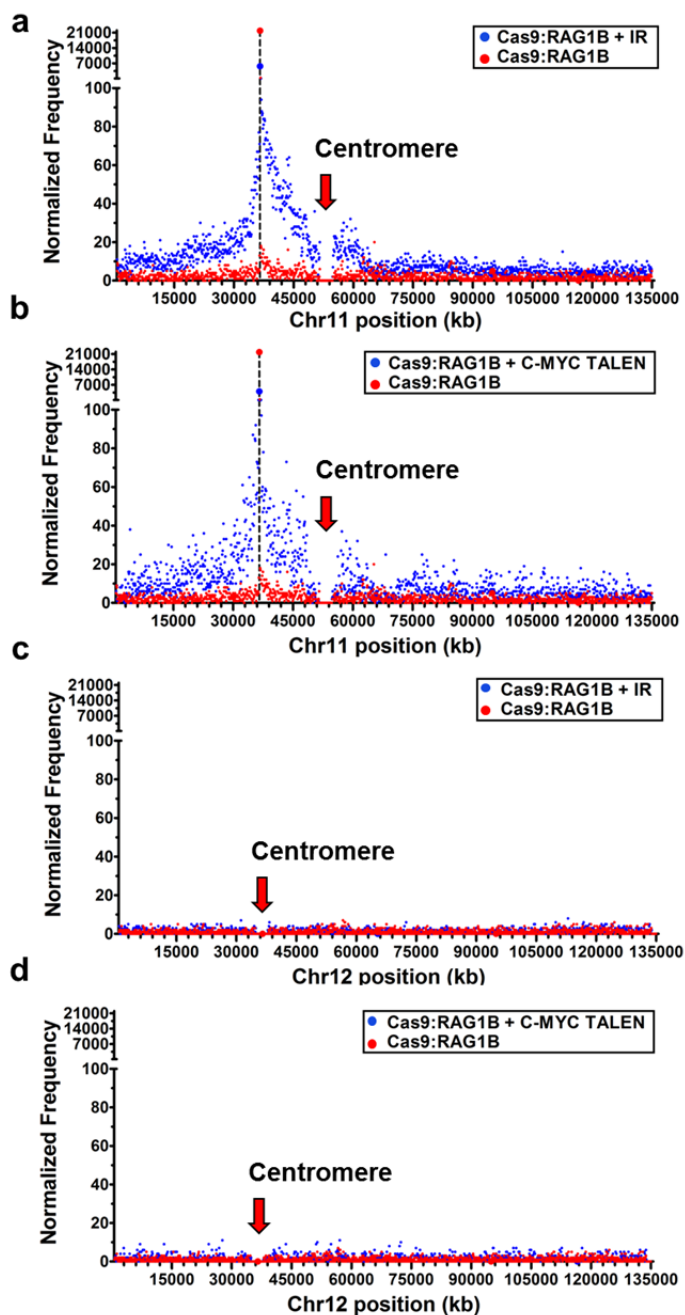 a
Cas9:RAG1B + IR
Cas9:RAG1B
Normalized Frequency
21000
14000
7000
100
80
60
40
20
0
Centromere
15000 30000 45000 60000 75000 90000 105000 120000 135000
Chr11 position (kb)
b
Cas9:RAG1B + C-MYC TALEN
Cas9:RAG1B
Normalized Frequency
21000
14000
7000
100
80
60
40
20
0
Centromere
15000 30000 45000 60000 75000 90000 105000 120000 135000
Chr11 position (kb)
c
Cas9:RAG1B + IR
Cas9:RAG1B
Normalized Frequency
21000
14000
7000
100
80
60
40
20
0
Centromere
15000 30000 45000 60000 75000 90000 105000 120000 135000
Chr12 position (kb)
d
Cas9:RAG1B + C-MYC TALEN
Cas9:RAG1B
Normalized Frequency
21000
14000
7000
100
80
60
40
20
0
Centromere
15000 30000 45000 60000 75000 90000 105000 120000 135000
Chr12 position (kb)